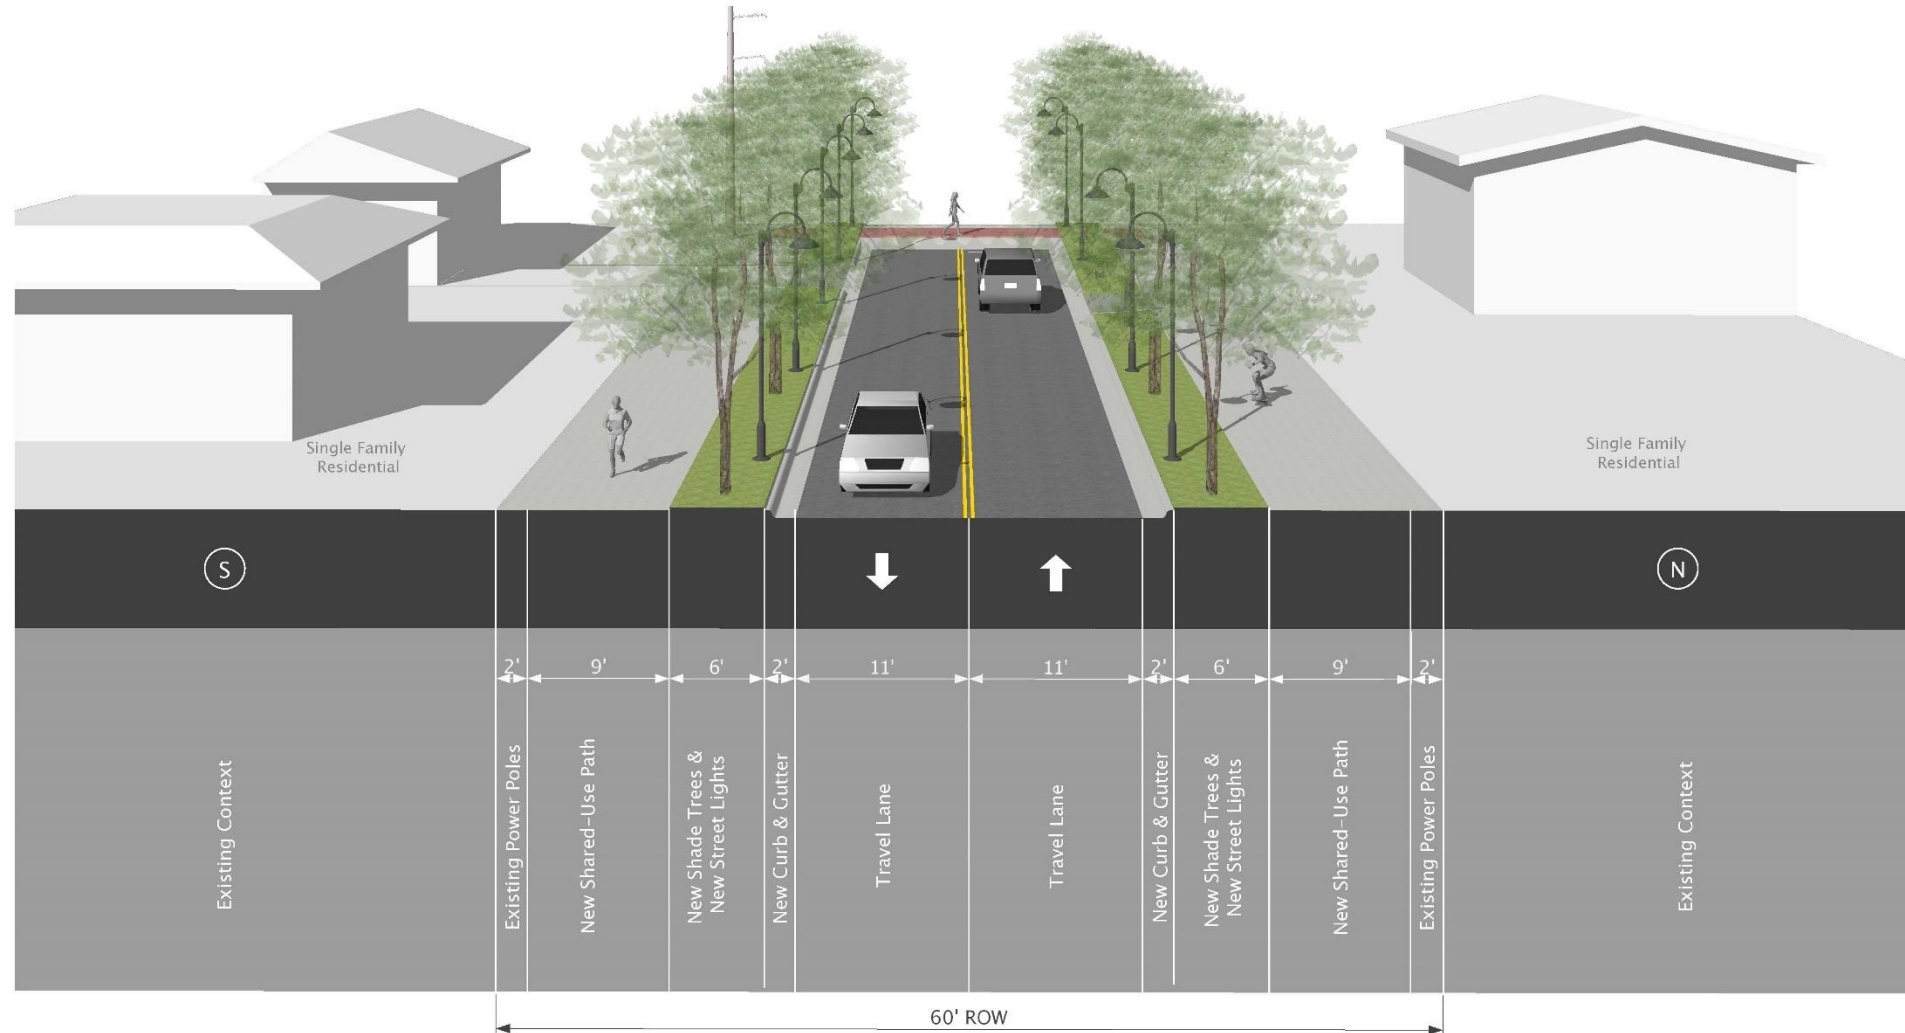 Single Family
Residential
Single Family
Residential
S
N
2'
9'
6'
2'
11'
11'
2'
6'
9'
2'
Existing Context
Existing Power Poles
New Shared-Use Path
New Shade Trees &
New Street Lights
New Curb & Gutter
Travel Lane
Travel Lane
New Curb & Gutter
New Shade Trees &
New Street Lights
New Shared-Use Path
Existing Power Poles
Existing Context
60' ROW